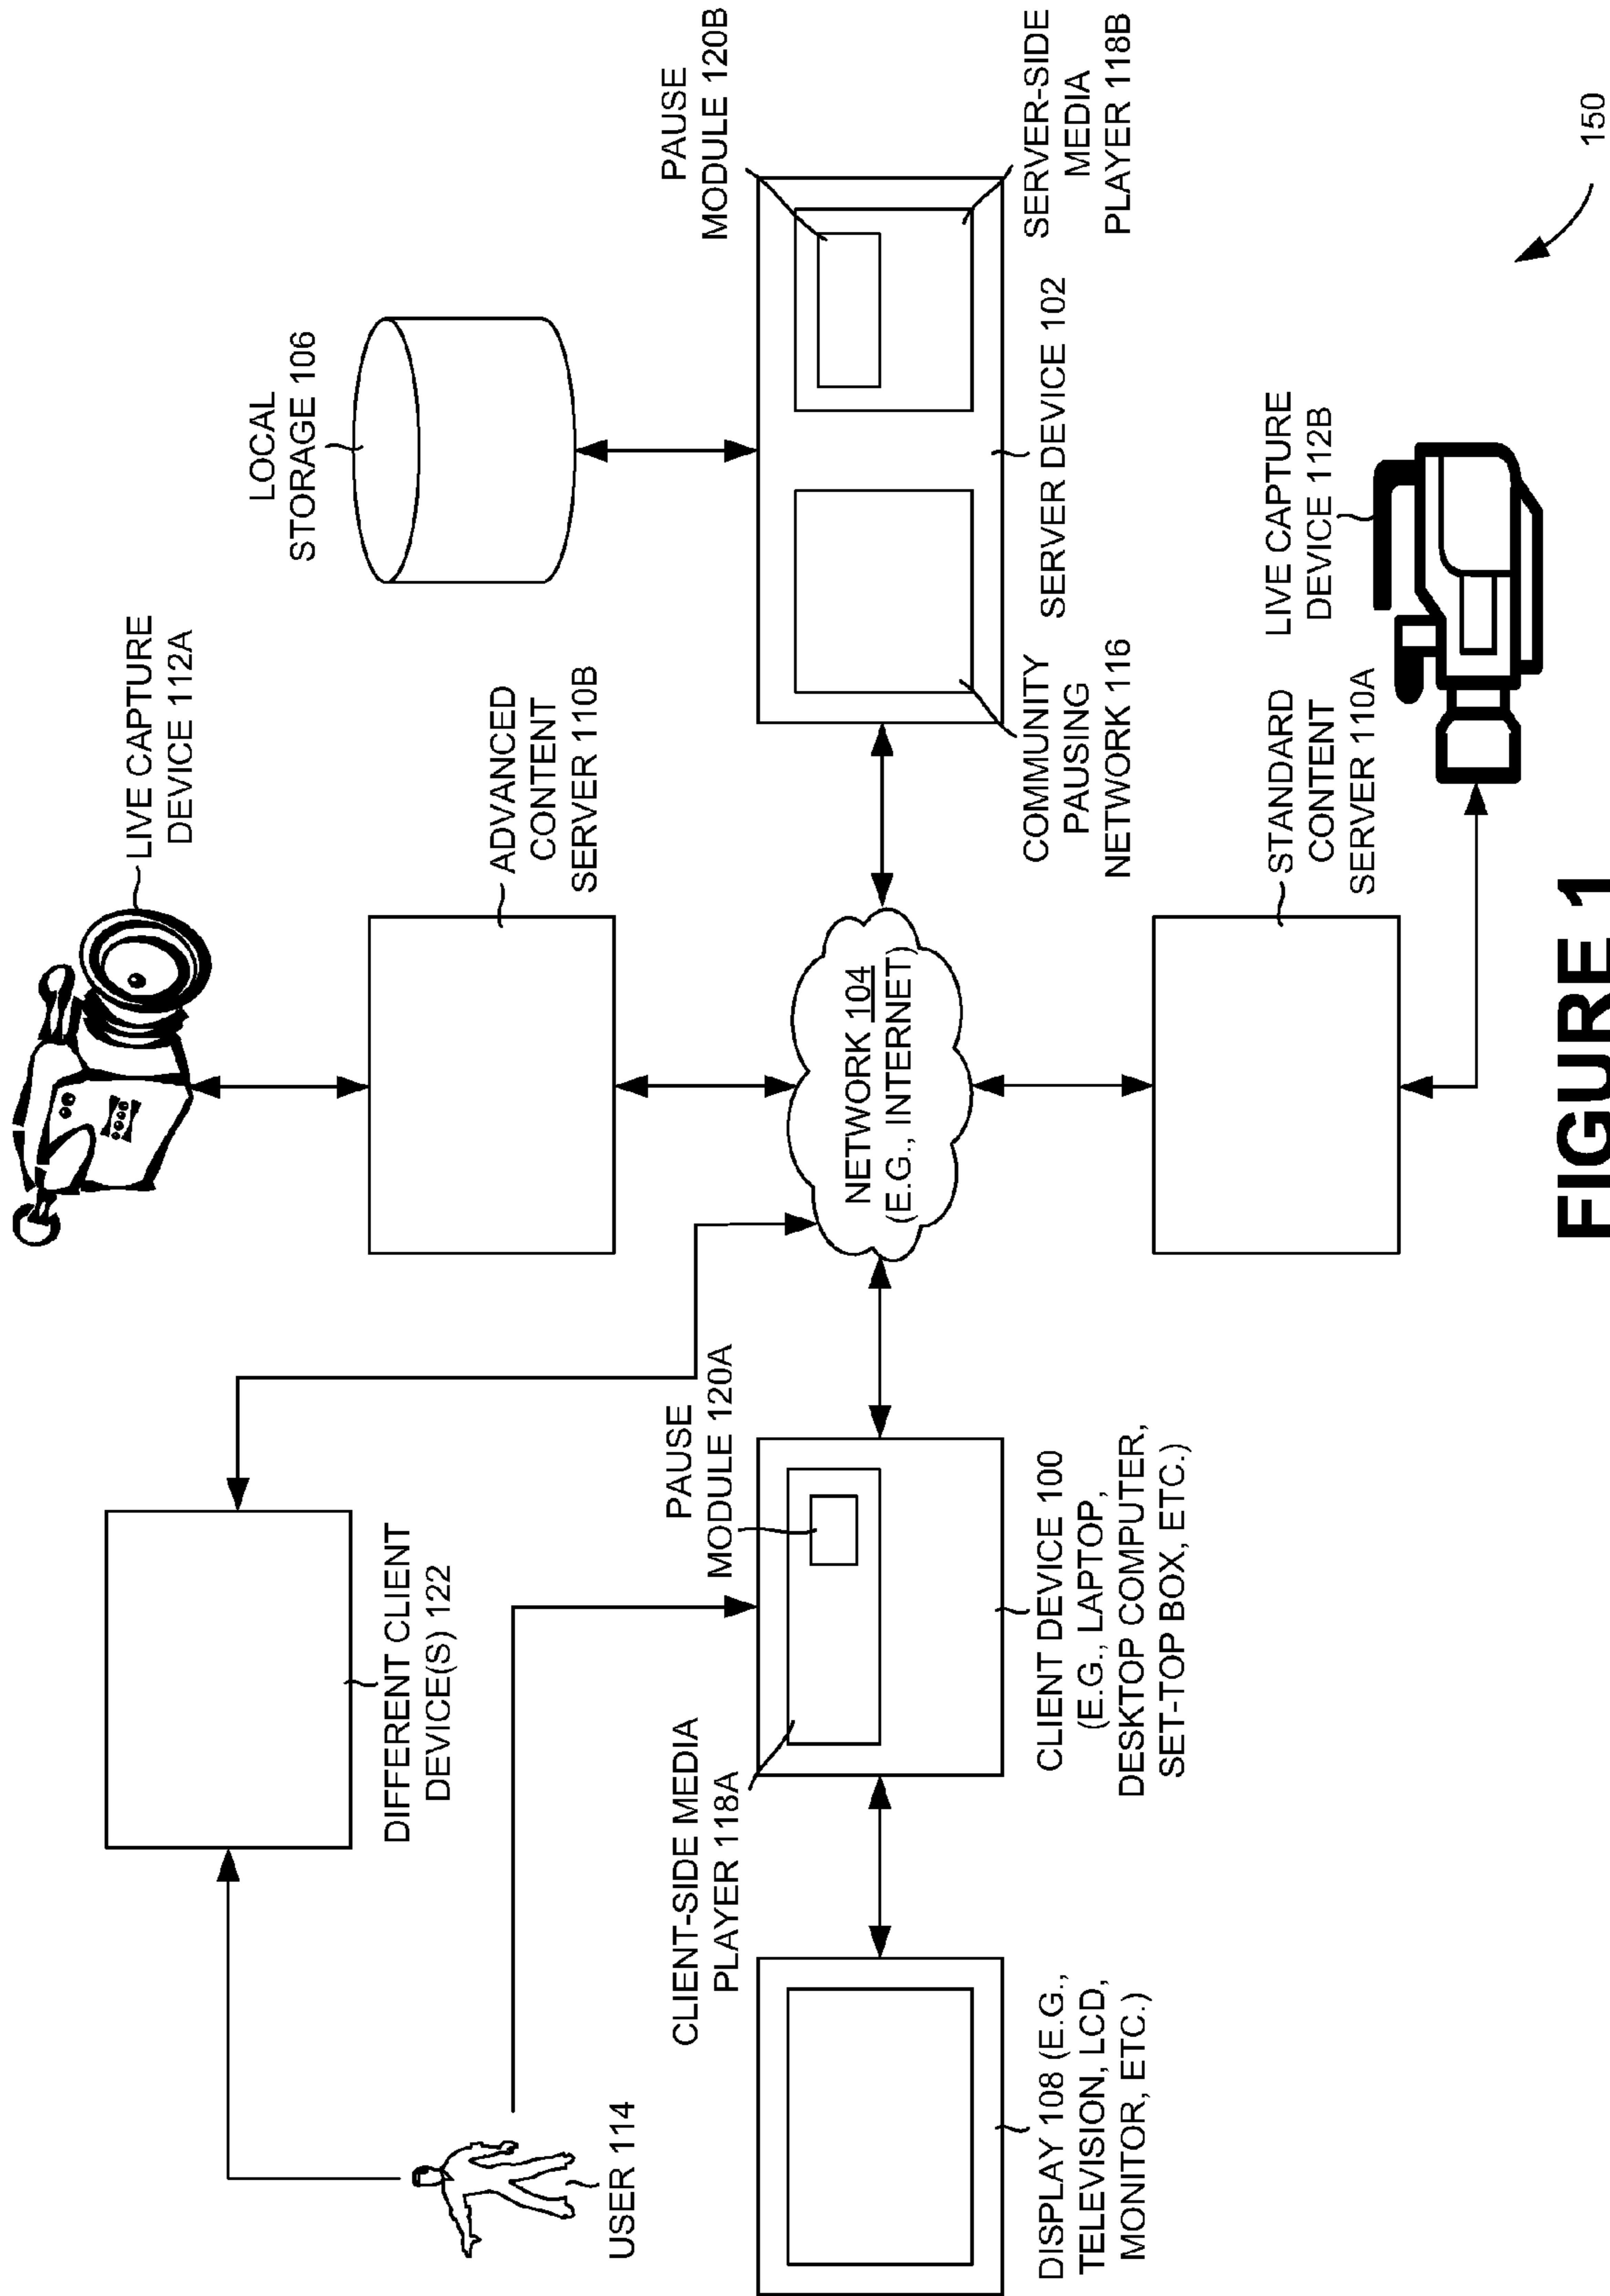 LIVE CAPTURE
DEVICE 112A
LOCAL
STORAGE 106
PAUSE
MODULE 120B
ADVANCED
CONTENT
SERVER 110B
DIFFERENT CLIENT
DEVICE(S) 122
USER 114
PAUSE
MODULE 120A
CLIENT-SIDE MEDIA
PLAYER 118A
NETWORK 104
(E.G., INTERNET)
DISPLAY 108 (E.G.,
TELEVISION, LCD,
MONITOR, ETC.)
CLIENT DEVICE 100
(E.G., LAPTOP,
DESKTOP COMPUTER,
SET-TOP BOX, ETC.)
COMMUNITY
PAUSING
NETWORK 116
SERVER DEVICE 102
SERVER-SIDE
MEDIA
PLAYER 118B
STANDARD
CONTENT
SERVER 110A
LIVE CAPTURE
DEVICE 112B
150
FIGURE 1